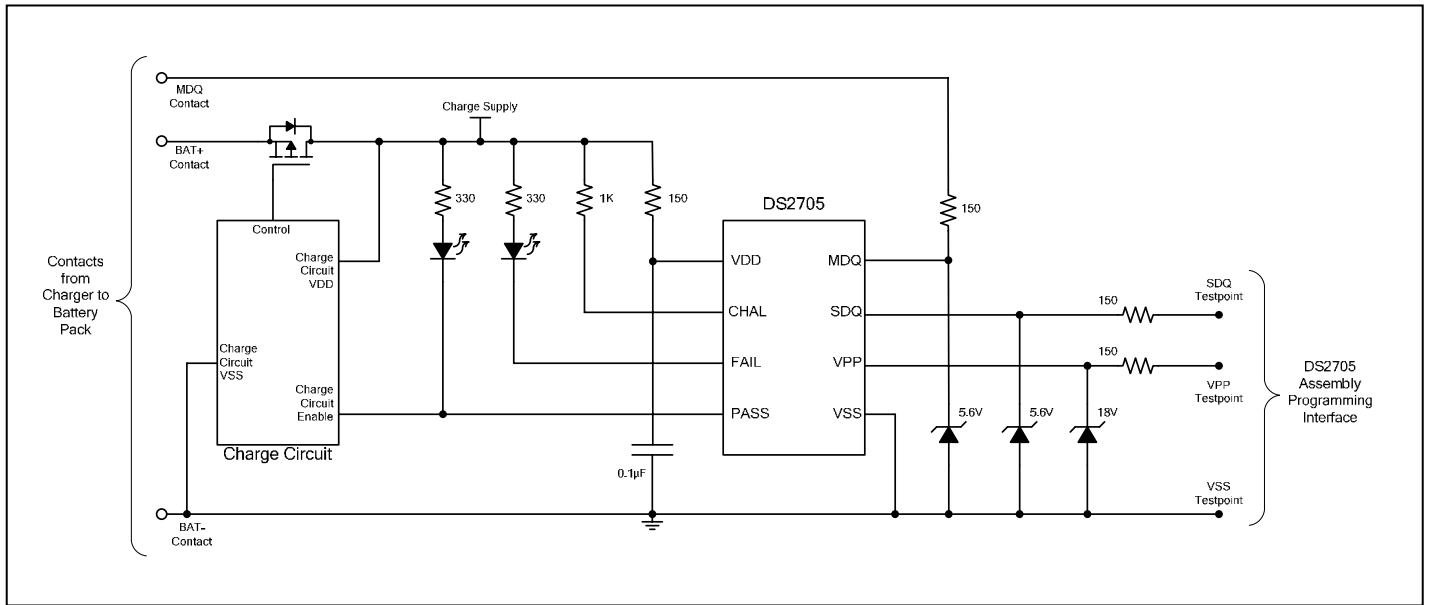 MDQ
Contact
Charge Supply
BAT+
Contact
330
330
1K
150
DS2705
150
Control
Charge
Circuit
VDD
VDD
MDQ
Contacts
from
Charger to
Battery
Pack
CHAL
SDQ
150
SDQ
Testpoint
Charge
Circuit
VSS
FAIL
VPP
150
VPP
Testpoint
DS2705
Assembly
Programming
Interface
Charge
Circuit
Enable
PASS
VSS
5.6V
5.6V
18V
Charge Circuit
0.1µF
VSS
Testpoint
BAT–
Contact